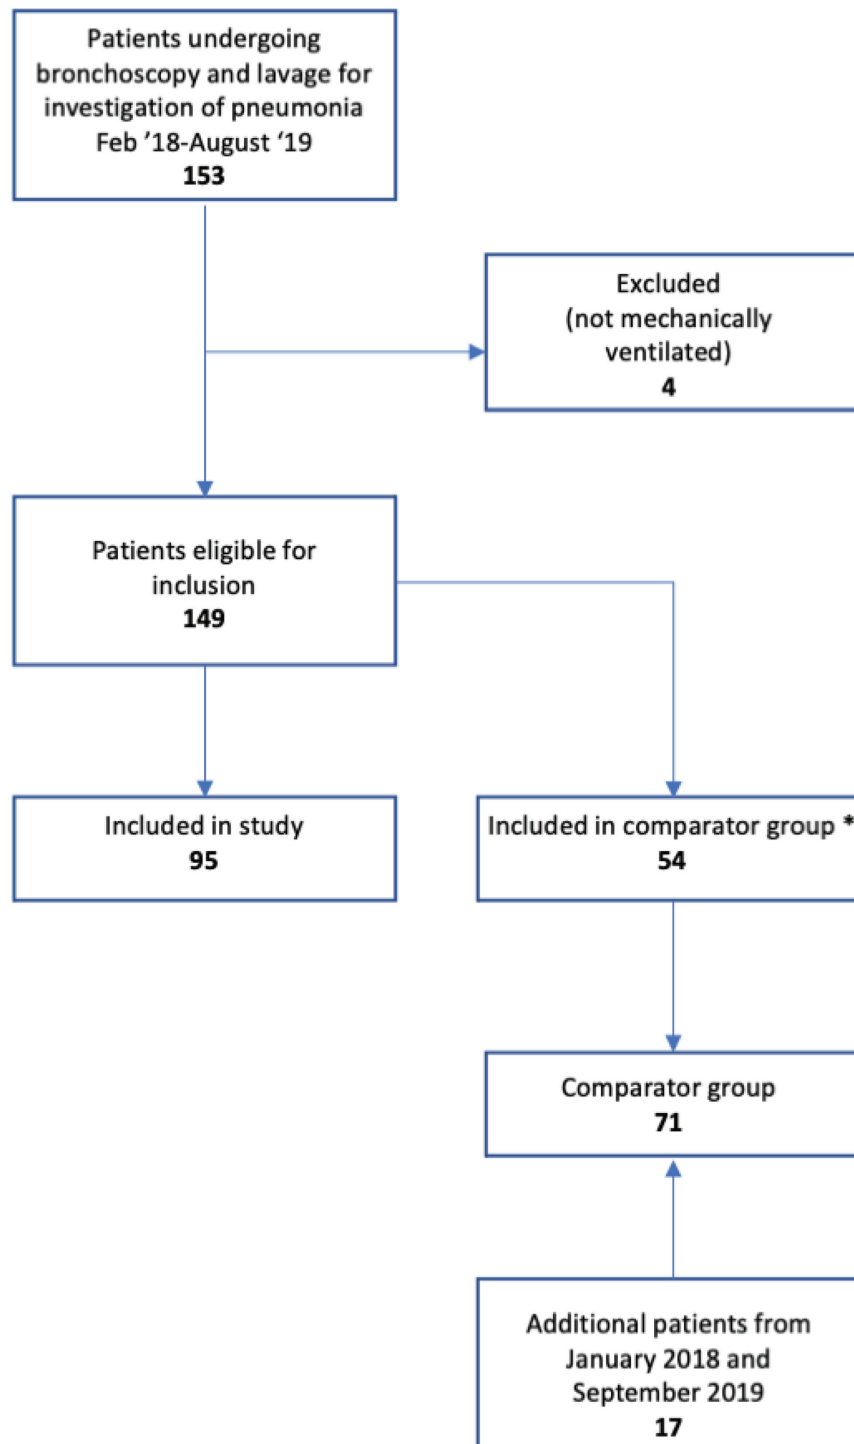 Patients undergoing
bronchoscopy and lavage for
investigation of pneumonia
Feb ’18-August ‘19
153
Excluded
(not mechanically
ventilated)
4
Patients eligible for
inclusion
149
Included in study
95
Included in comparator group *
54
Comparator group
71
Additional patients from
January 2018 and
September 2019
17